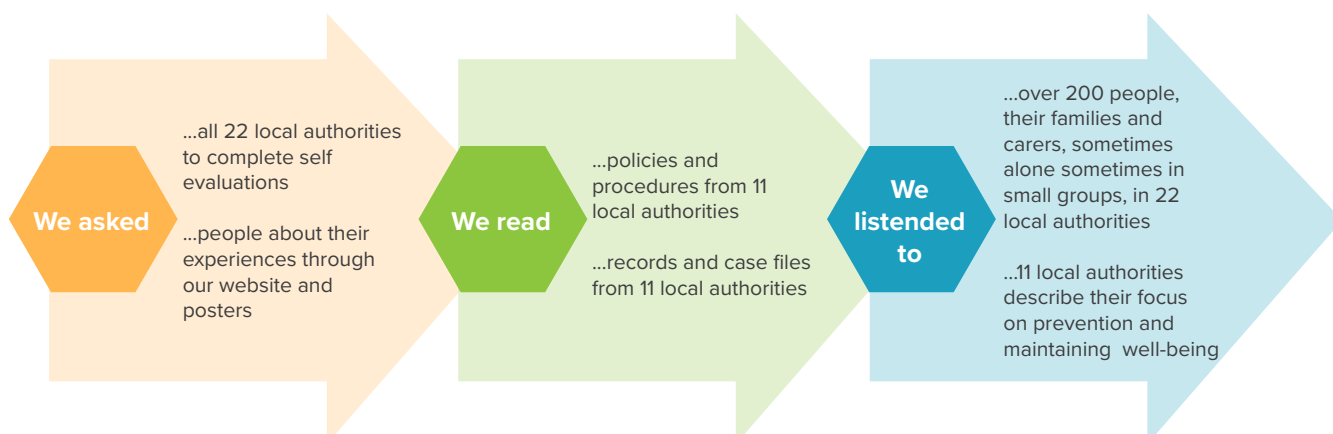 We asked
...all 22 local authorities
to complete self
evaluations
...people about their
experiences through
our website and
posters
We read
...policies and
procedures from 11
local authorities
...records and case files
from 11 local authorities
We
listended
to
...over 200 people,
their families and
carers, sometimes
alone sometimes in
small groups, in 22
local authorities
...11 local authorities
describe their focus
on prevention and
maintaining  well-being